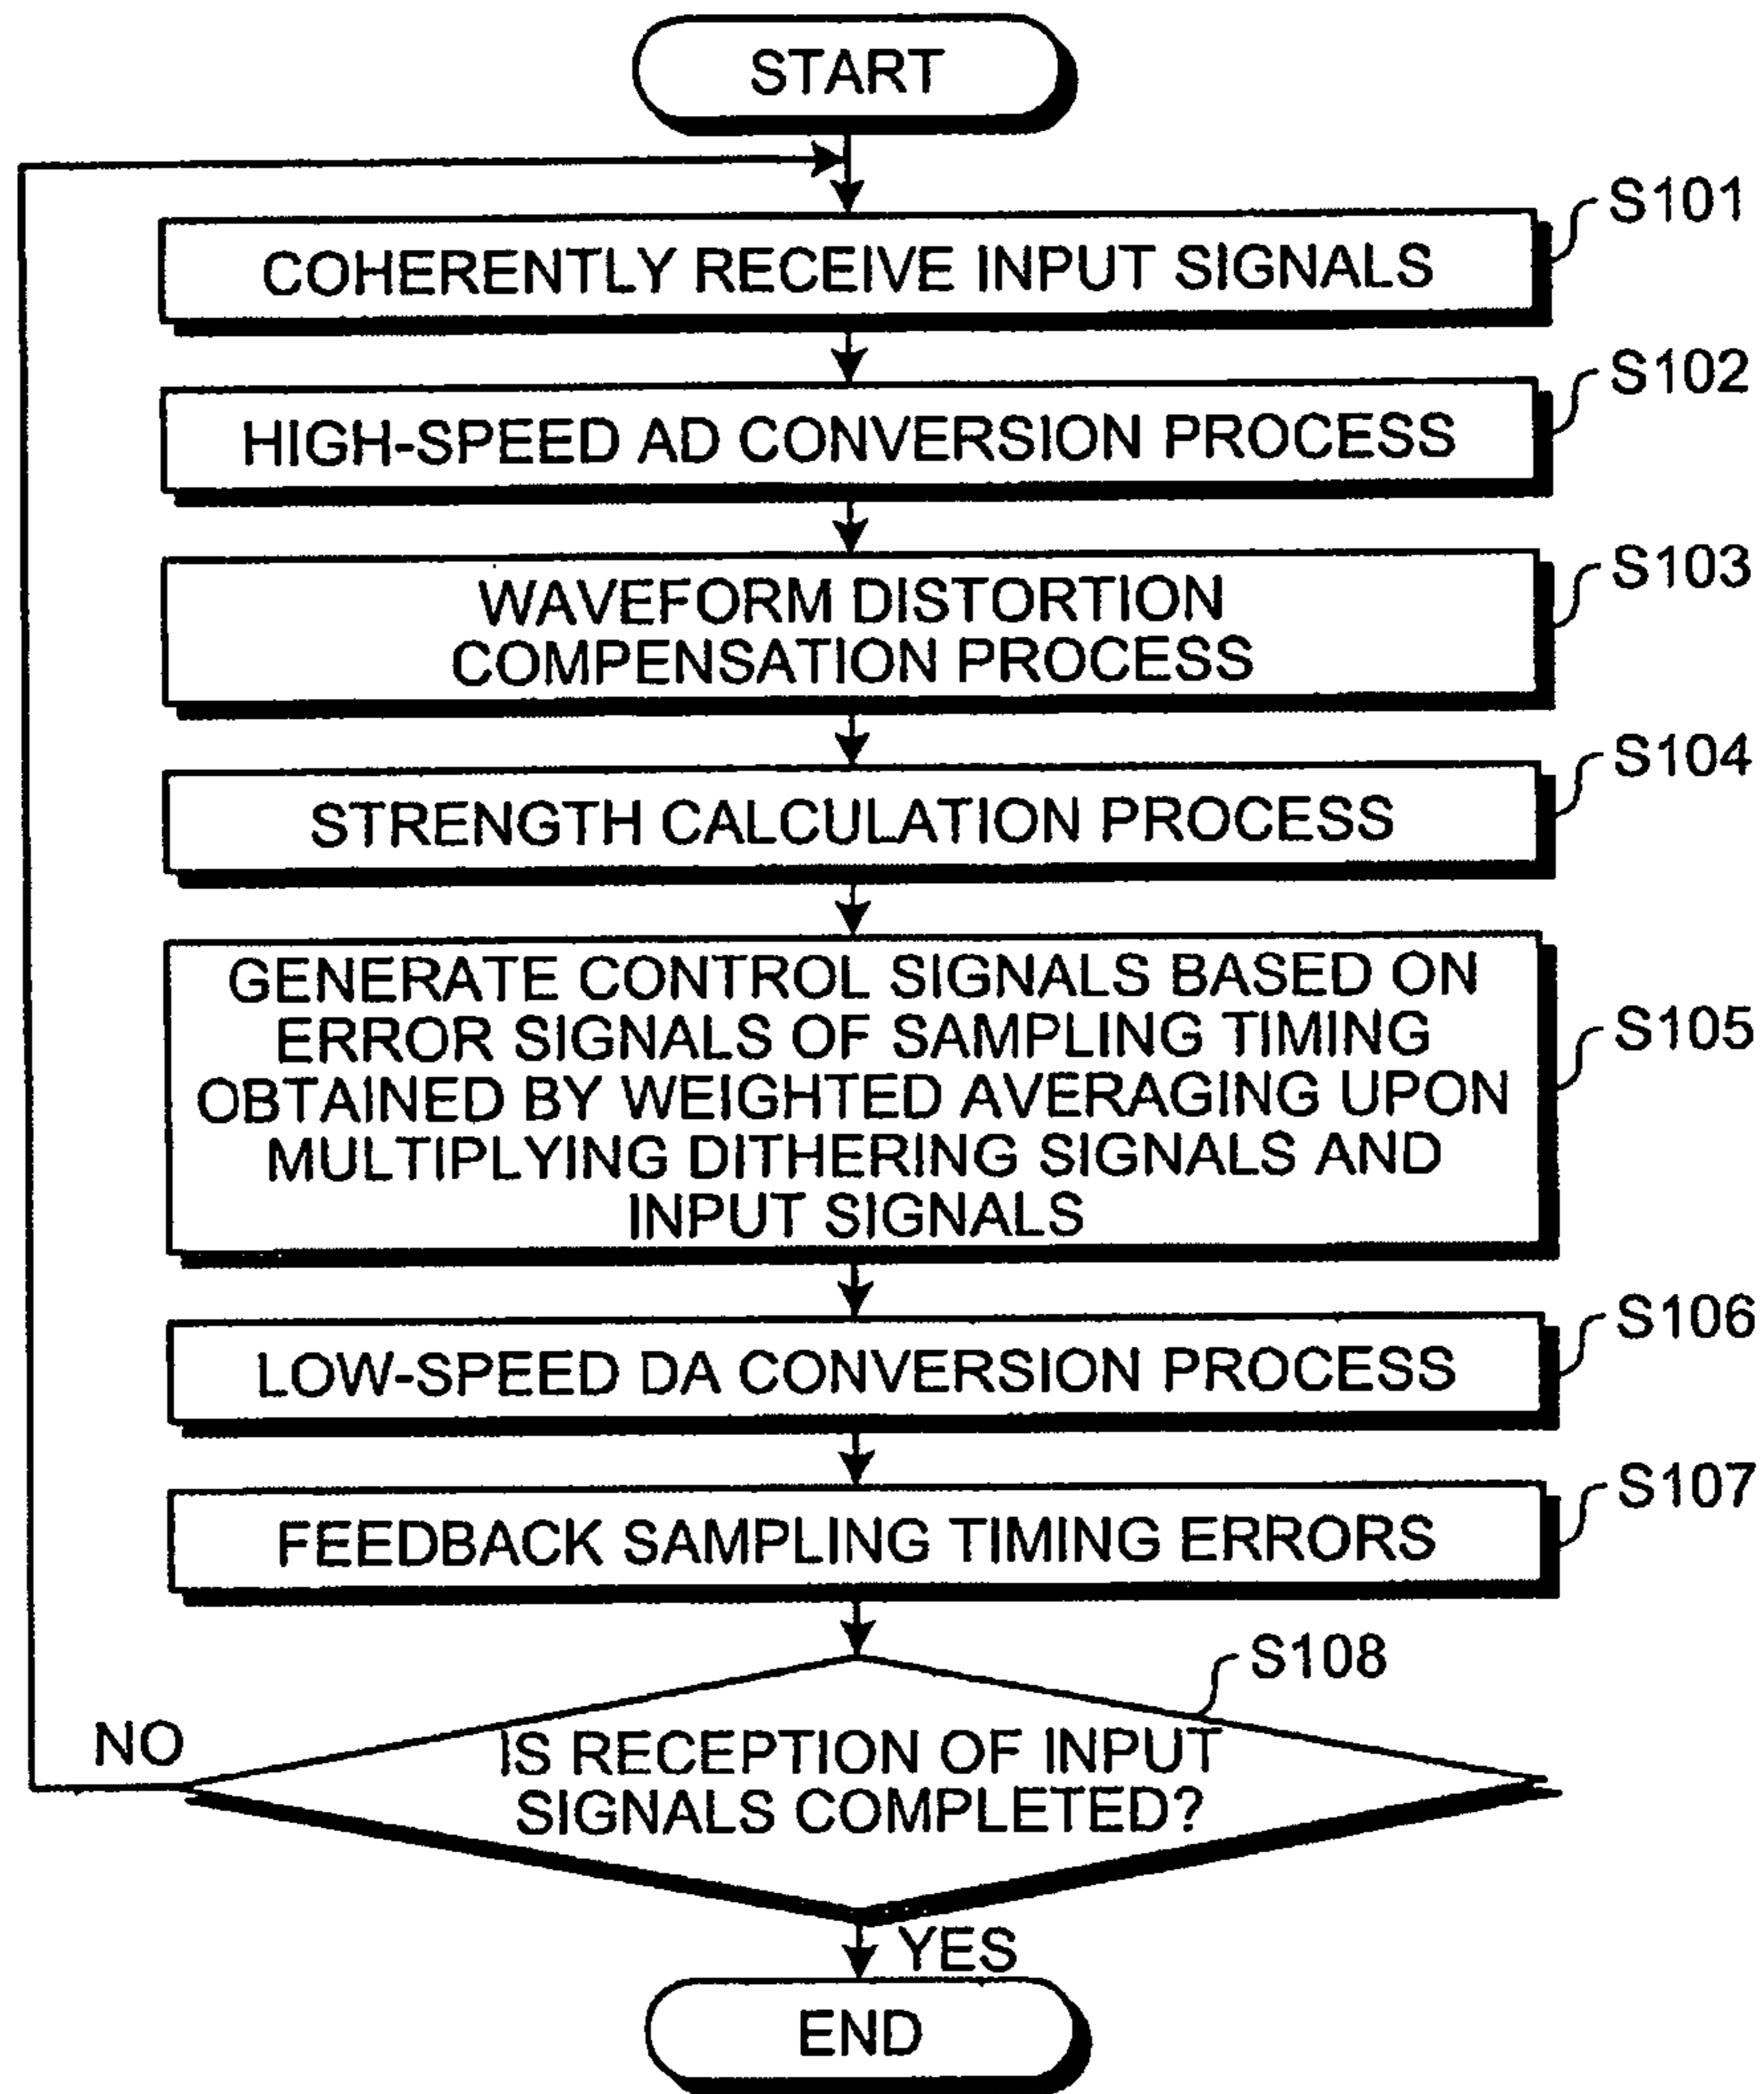 START
S101
COHERENTLY RECEIVE INPUT SIGNALS
S102
HIGH-SPEED AD CONVERSION PROCESS
S103
WAVEFORM DISTORTION
COMPENSATION PROCESS
S104
STRENGTH CALCULATION PROCESS
S105
GENERATE CONTROL SIGNALS BASED ON
ERROR SIGNALS OF SAMPLING TIMING
OBTAINED BY WEIGHTED AVERAGING UPON
MULTIPLYING DITHERING SIGNALS AND
INPUT SIGNALS
S106
LOW-SPEED DA CONVERSION PROCESS
S107
FEEDBACK SAMPLING TIMING ERRORS
S108
NO
IS RECEPTION OF INPUT
SIGNALS COMPLETED?
YES
END